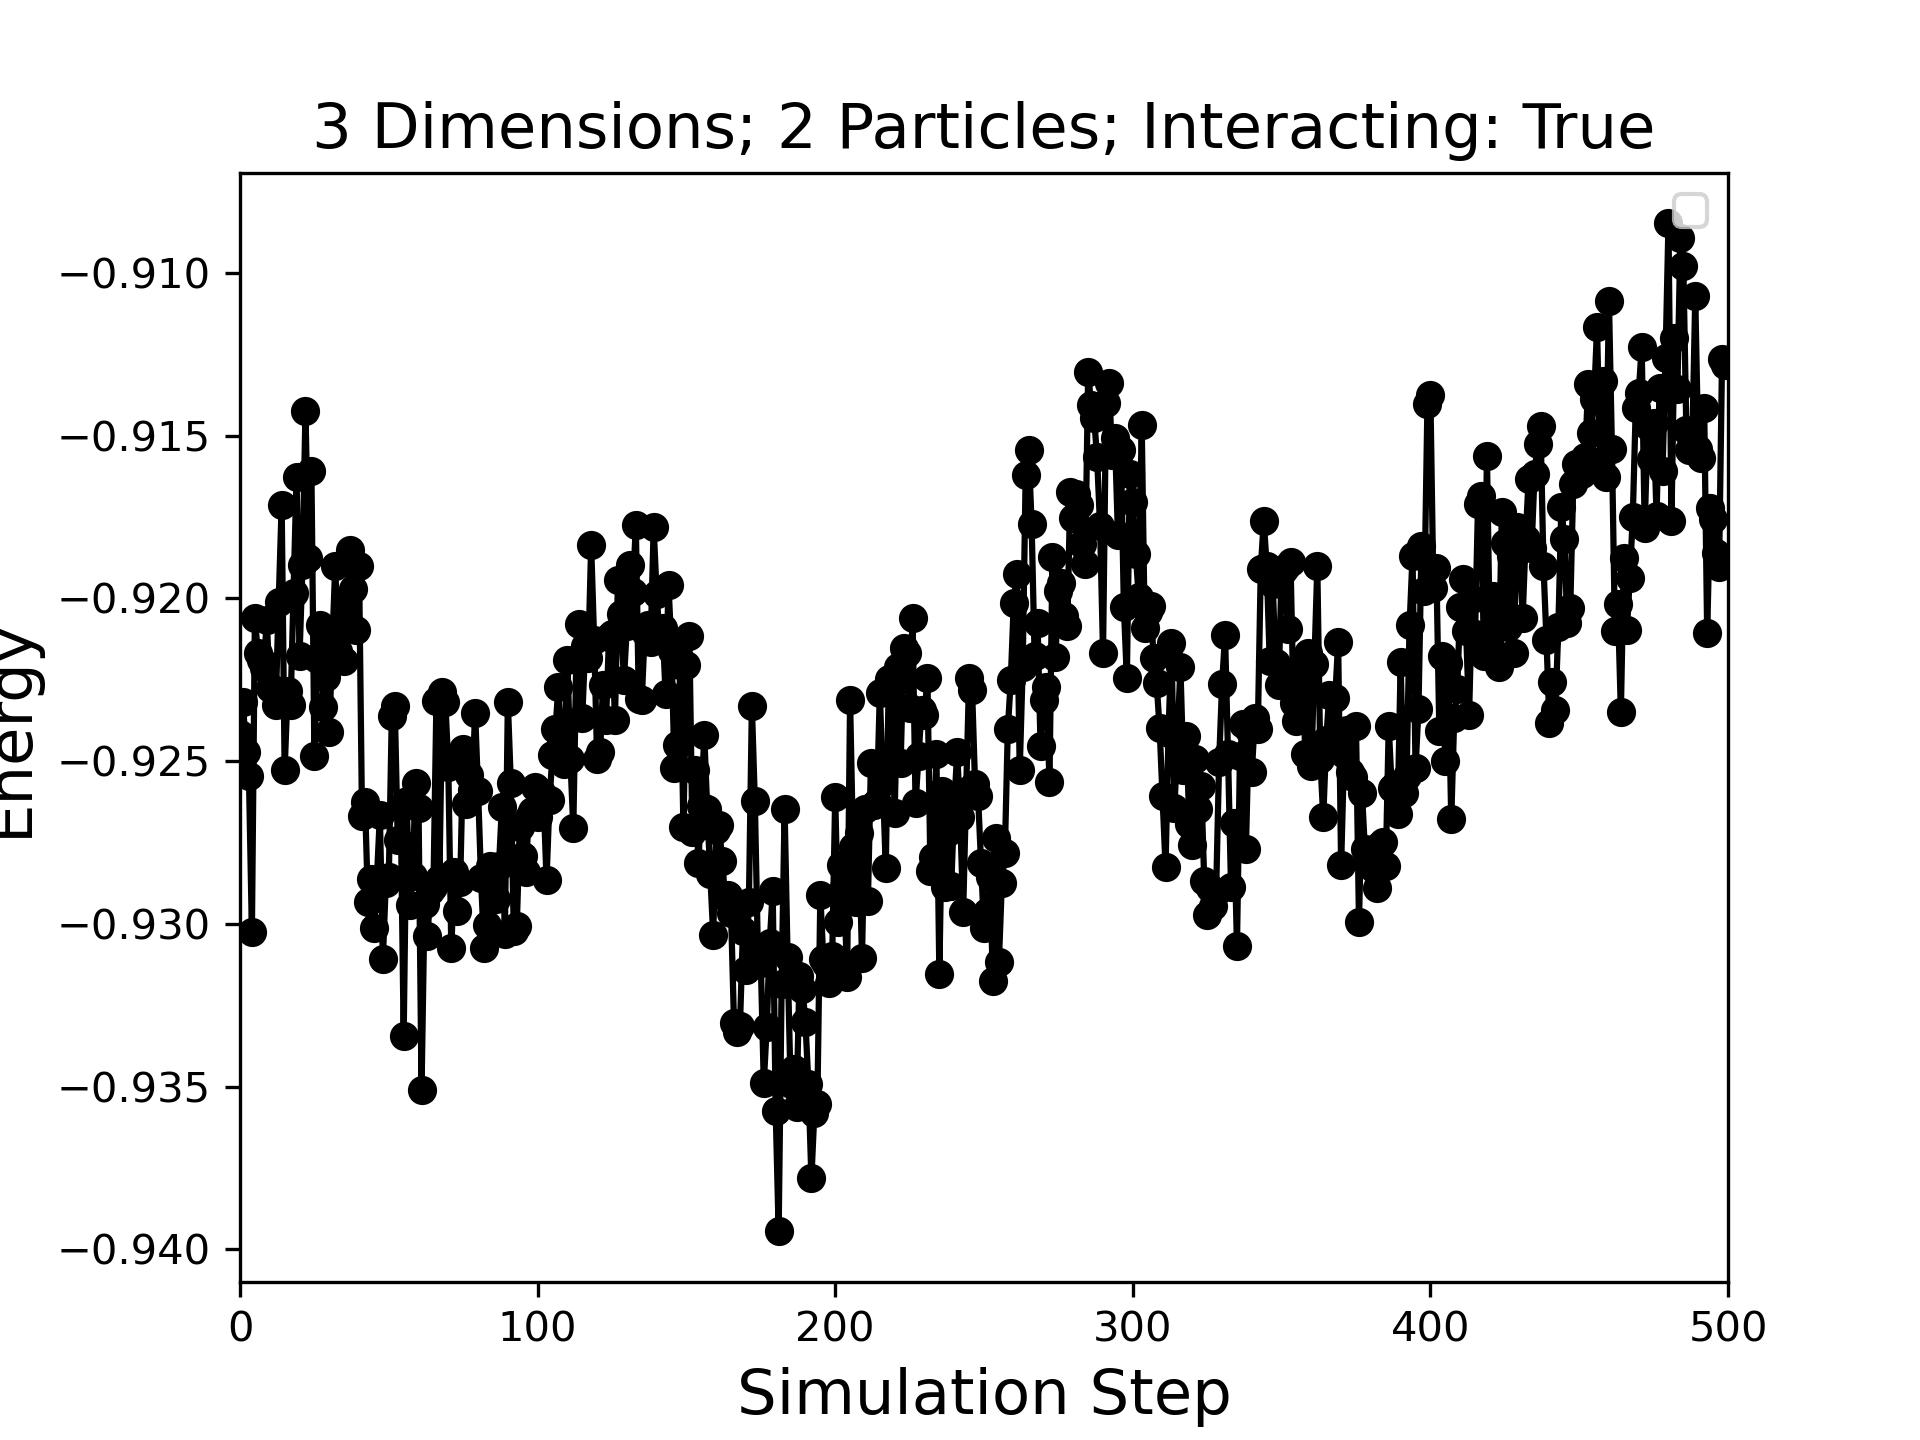 3 Dimensions; 2 Particles; Interacting: True
Energy
−0.910
−0.915
−0.920
−0.925
−0.930
−0.935
−0.940
0 100 200 300 400 500
Simulation Step